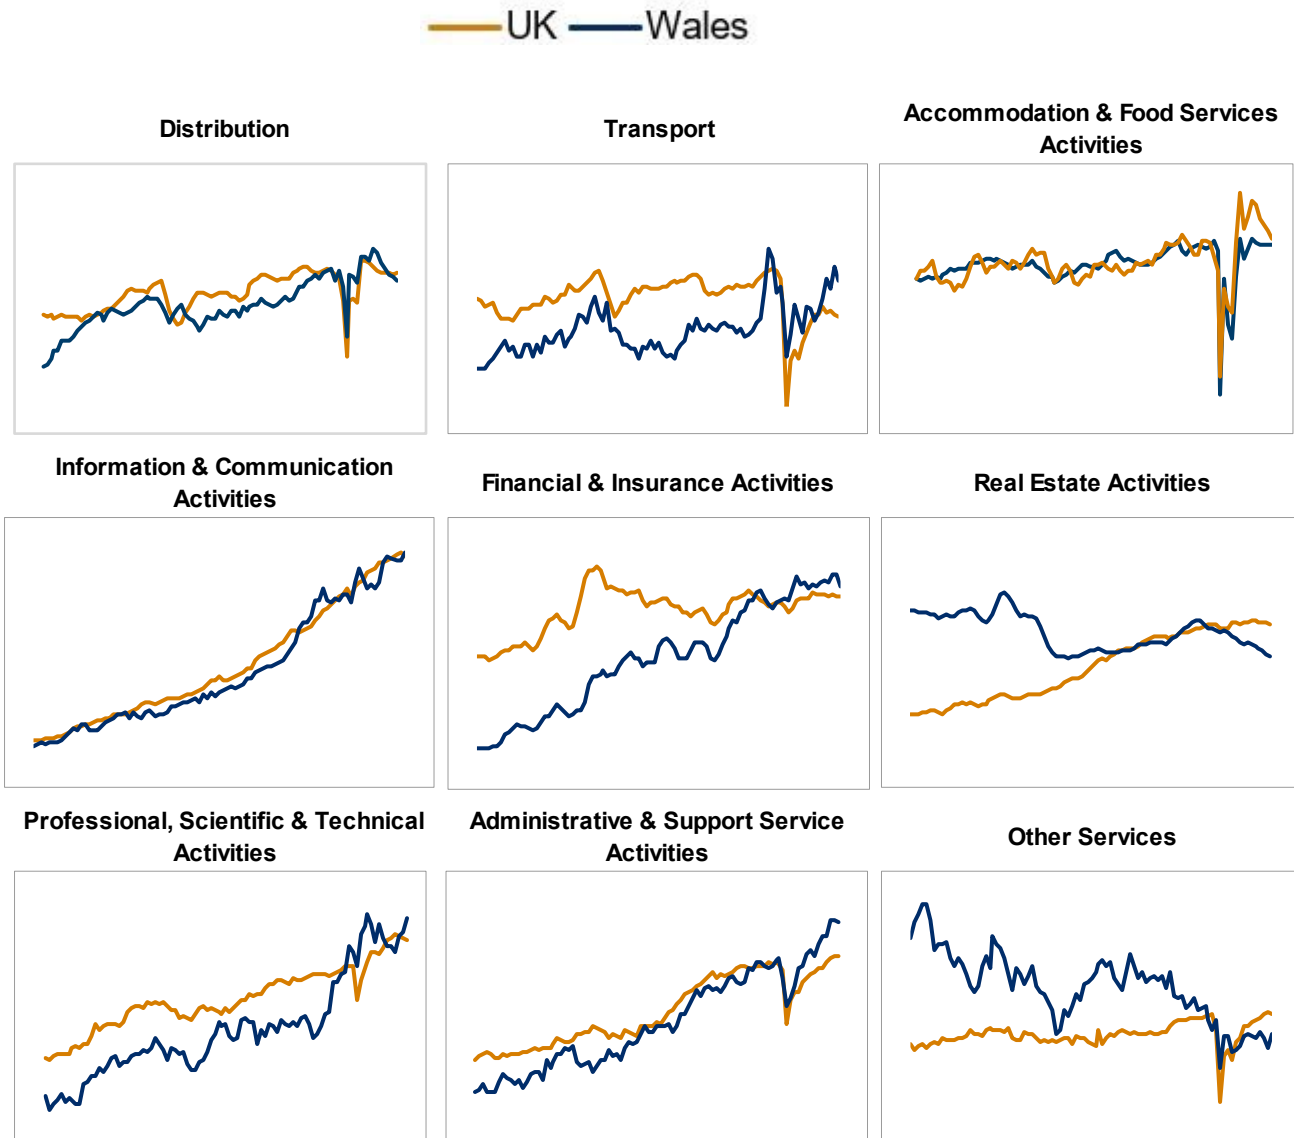 UK Wales
Distribution
Transport
Accommodation & Food Services
Activities
Information & Communication
Activities
Financial & Insurance Activities
Real Estate Activities
Professional, Scientific & Technical
Activities
Administrative & Support Service
Activities
Other Services